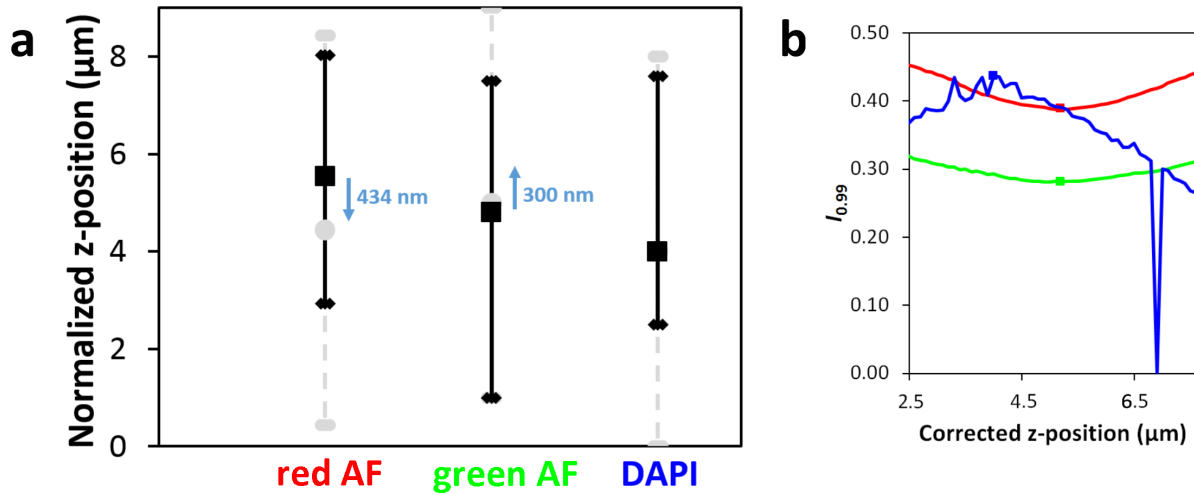 a
Normalized z-position (µm)
8
6
4
2
0
434 nm
300 nm
red AF
green AF
DAPI
b
I0.99
0.50
0.40
0.30
0.20
0.10
0.00
2.5
4.5
6.5
Corrected z-position (µm)